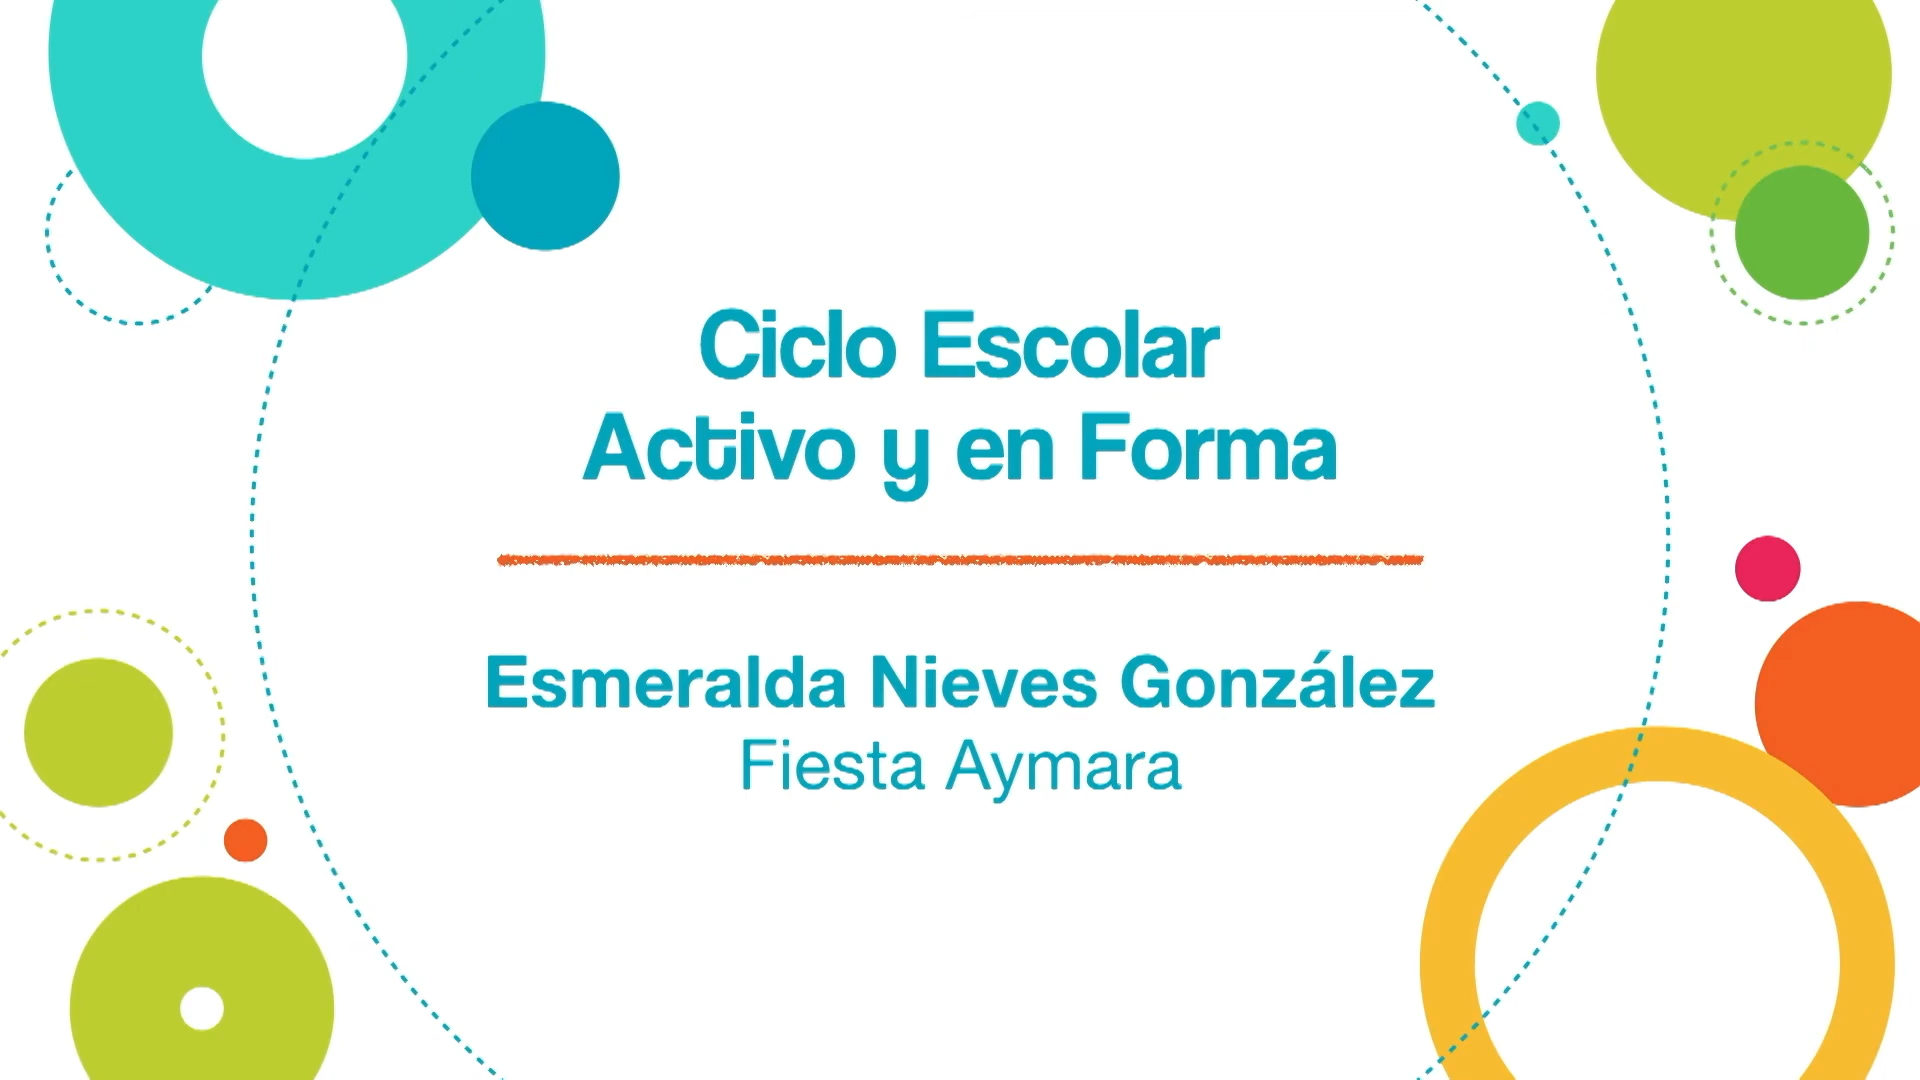 Ciclo Escolar
Activo y en Forma
Esmeralda Nieves González
Fiesta Aymara